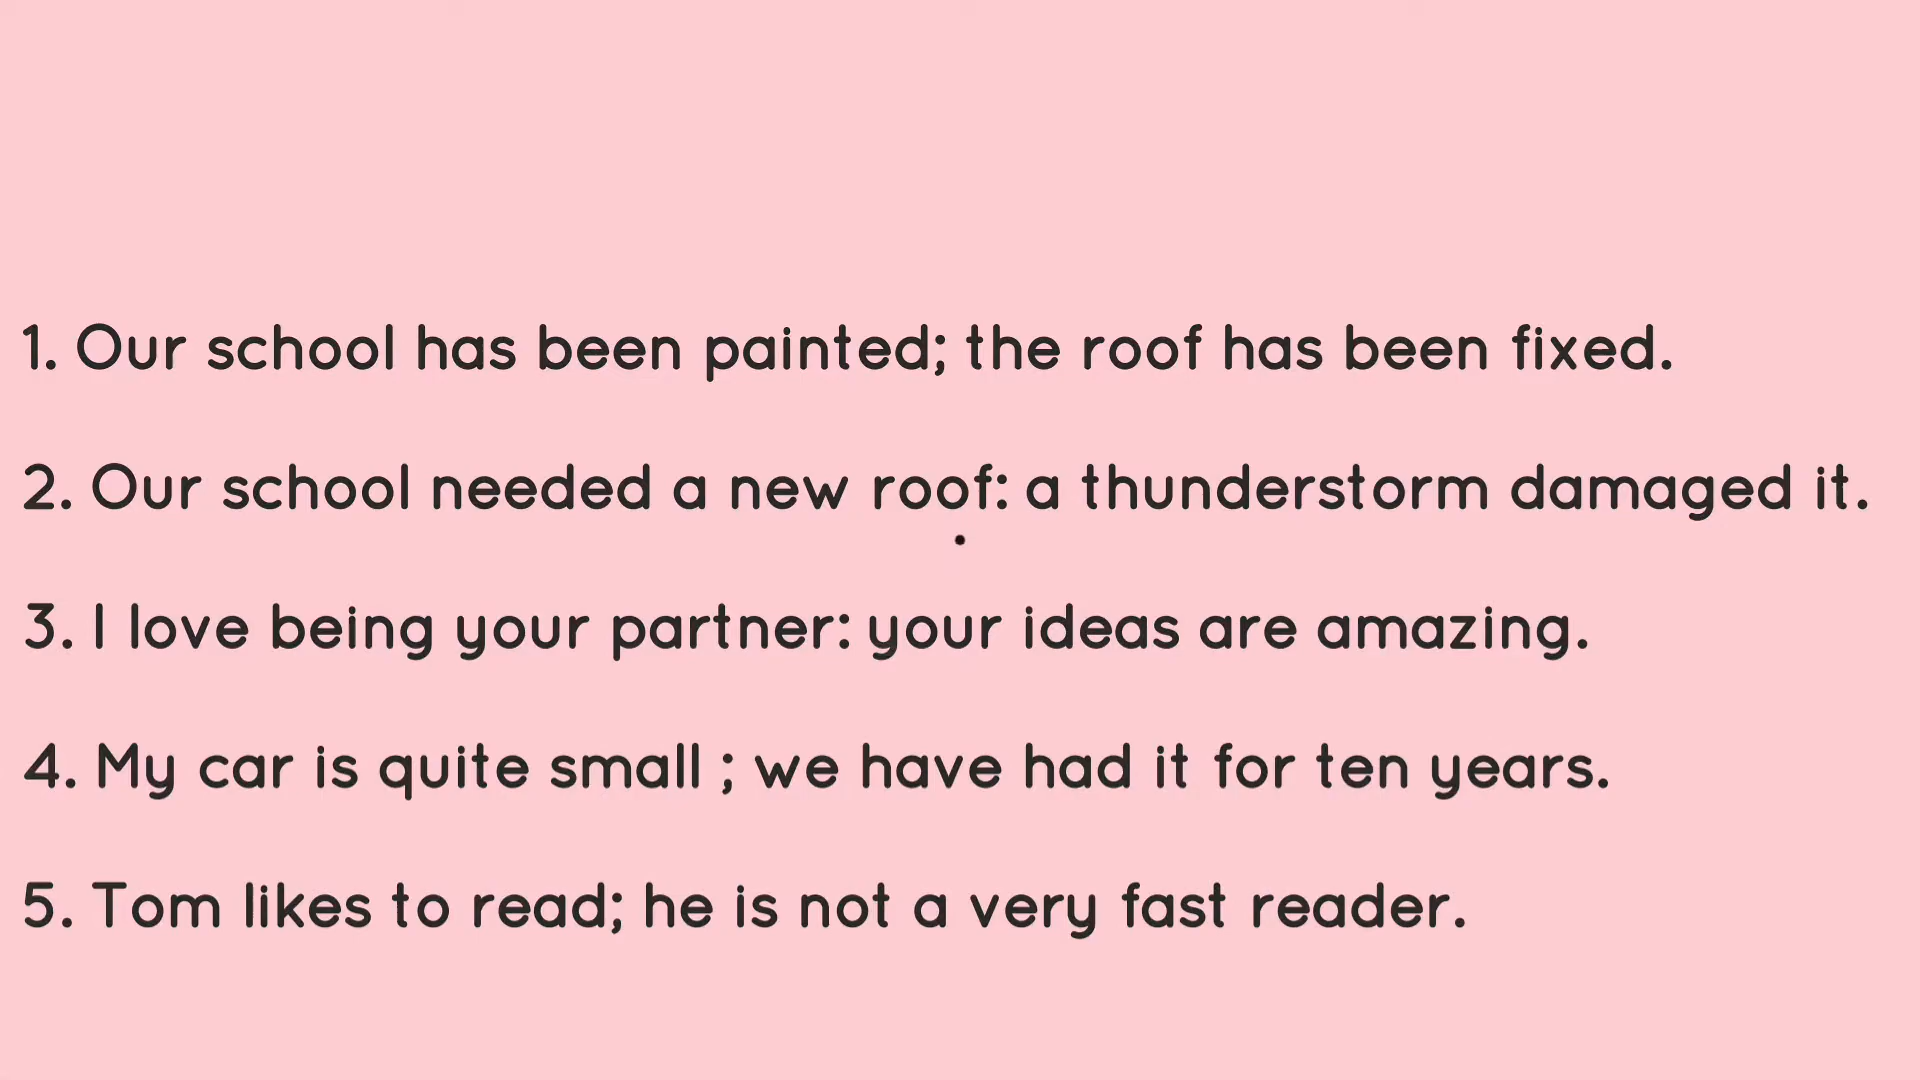 1. Our school has been painted; the roof has been fixed.
2. Our school needed a new roof: a thunderstorm damaged it.
3. I love being your partner: your ideas are amazing.
4. My car is quite small ; we have had it for ten years.
5. Tom likes to read; he is not a very fast reader.